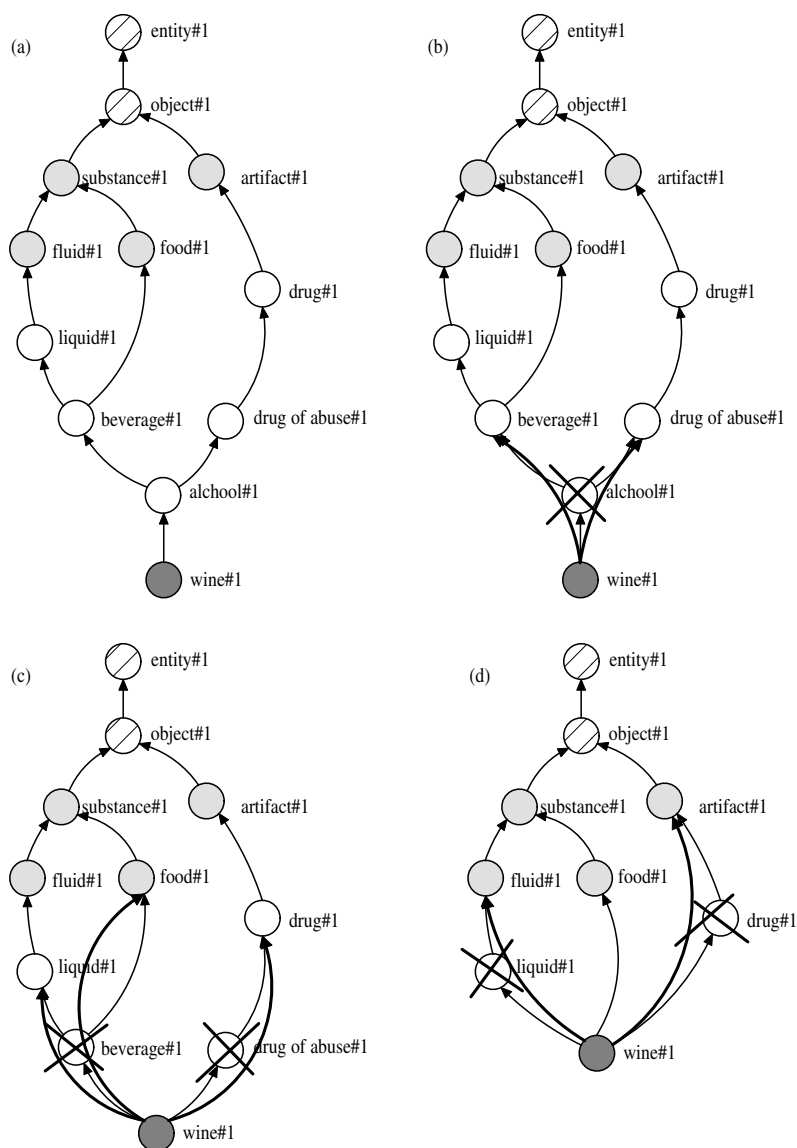 (a)
entity#1
object#1
substance#1
artifact#1
fluid#1
food#1
drug#1
liquid#1
beverage#1
drug of abuse#1
alchool#1
wine#1
(b)
entity#1
object#1
substance#1
artifact#1
fluid#1
food#1
drug#1
liquid#1
beverage#1
drug of abuse#1
alchool#1
wine#1
(c)
entity#1
object#1
substance#1
artifact#1
fluid#1
food#1
drug#1
liquid#1
beverage#1
drug of abuse#1
wine#1
(d)
entity#1
object#1
substance#1
artifact#1
fluid#1
food#1
drug#1
liquid#1
wine#1